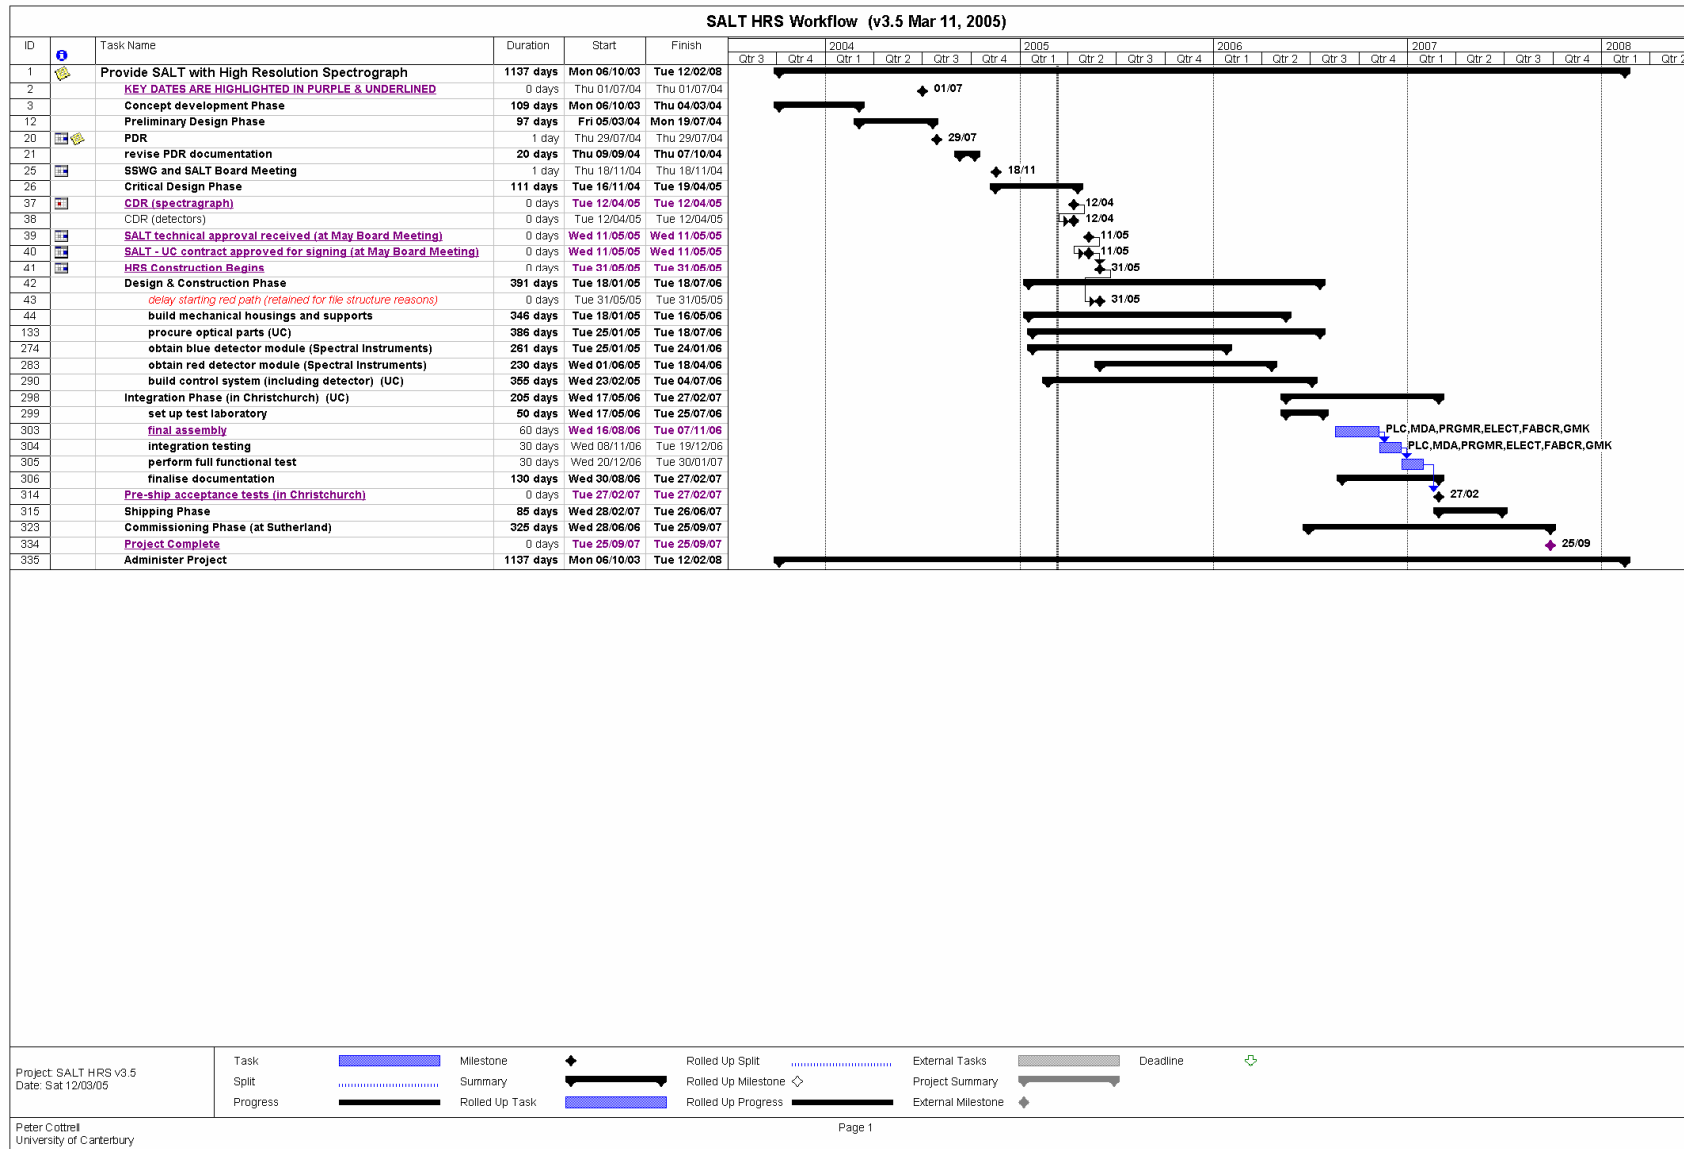 SALT HRS Workflow (v3.5 Mar 11, 2005)
ID Task Name Duration Start Finish 2004 2005 2006 2007 2008
Qtr 3 Qtr 4 Qtr 1 Qtr 2 Qtr 3 Qtr 4 Qtr 1 Qtr 2 Qtr 3 Qtr 4 Qtr 1 Qtr 2 Qtr 3 Qtr 4 Qtr 1 Qtr 2 Qtr 3 Qtr 4 Qtr 1 Qtr 2
1 Provide SALT with High Resolution Spectrograph 1137 days Mon 06/10/03 Tue 12/02/08
2 KEY DATES ARE HIGHLIGHTED IN PURPLE & UNDERLINED 0 days Thu 01/07/04 Thu 01/07/04 01/07
3 Concept development Phase 109 days Mon 06/10/03 Thu 04/03/04
12 Preliminary Design Phase 97 days Fri 05/03/04 Mon 19/07/04
20 PDR 1 day Thu 29/07/04 Thu 29/07/04 29/07
21 revise PDR documentation 20 days Thu 09/09/04 Thu 07/10/04
25 SSWG and SALT Board Meeting 1 day Thu 18/11/04 Thu 18/11/04 18/11
26 Critical Design Phase 111 days Tue 16/11/04 Tue 19/04/05
37 CDR (spectragraph) 0 days Tue 12/04/05 Tue 12/04/05 12/04
38 CDR (detectors) 0 days Tue 12/04/05 Tue 12/04/05 12/04
39 SALT technical approval received (at May Board Meeting) 0 days Wed 11/05/05 Wed 11/05/05 11/05
40 SALT - UC contract approved for signing (at May Board Meeting) 0 days Wed 11/05/05 Wed 11/05/05 11/05
41 HRS Construction Begins 0 days Tue 31/05/05 Tue 31/05/05 31/05
42 Design & Construction Phase 391 days Tue 18/01/05 Tue 18/07/06
43 delay starting red path (retained for file structure reasons) 0 days Tue 31/05/05 Tue 31/05/05 31/05
44 build mechanical housings and supports 346 days Tue 18/01/05 Tue 16/05/06
133 procure optical parts (UC) 386 days Tue 25/01/05 Tue 18/07/06
274 obtain blue detector module (Spectral Instruments) 261 days Tue 25/01/05 Tue 24/01/06
283 obtain red detector module (Spectral Instruments) 230 days Wed 01/06/05 Tue 18/04/06
290 build control system (including detector) (UC) 355 days Wed 23/02/05 Tue 04/07/06
298 Integration Phase (in Christchurch) (UC) 205 days Wed 17/05/06 Tue 27/02/07
299 set up test laboratory 50 days Wed 17/05/06 Tue 25/07/06
303 final assembly 60 days Wed 16/08/06 Tue 07/11/06 PLC,MDA,PRGMR,ELECT,FABCR,GMK
304 integration testing 30 days Wed 08/11/06 Tue 19/12/06 PLC,MDA,PRGMR,ELECT,FABCR,GMK
305 perform full functional test 30 days Wed 20/12/06 Tue 30/01/07
306 finalise documentation 130 days Wed 30/08/06 Tue 27/02/07
314 Pre-ship acceptance tests (in Christchurch) 0 days Tue 27/02/07 Tue 27/02/07 27/02
315 Shipping Phase 85 days Wed 28/02/07 Tue 26/06/07
323 Commissioning Phase (at Sutherland) 325 days Wed 28/06/06 Tue 25/09/07
334 Project Complete 0 days Tue 25/09/07 Tue 25/09/07 25/09
335 Administer Project 1137 days Mon 06/10/03 Tue 12/02/08
Project: SALT HRS v3.5
Date: Sat 12/03/05
Task Milestone Rolled Up Split External Tasks Deadline
Split Summary Rolled Up Milestone Project Summary
Progress Rolled Up Task Rolled Up Progress External Milestone
Peter Cottrell
University of Canterbury
Page 1